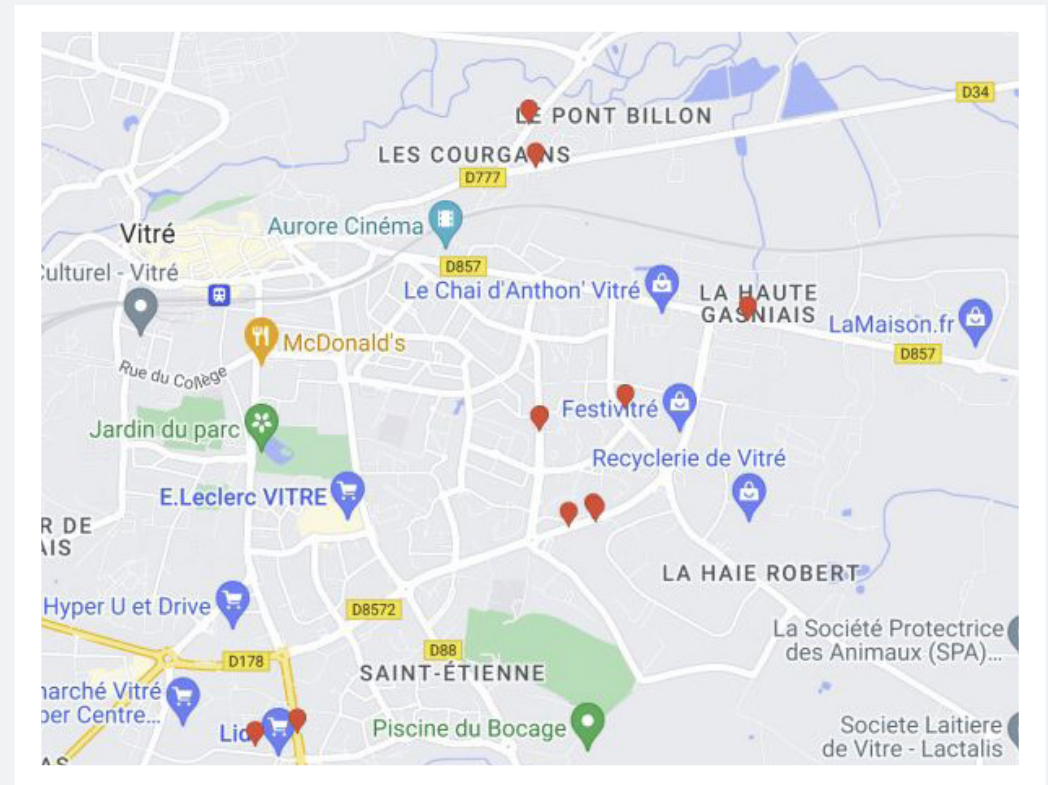 D34
LE PONT BILLON
LES COURGAINS
D777
Vitré
Aurore Cinéma
D857
Culturel - Vitré
Le Chai d'Anthon' Vitré
LA HAUTE
GASNIAIS
LaMaison.fr
D857
McDonald's
Rue du Collège
Festivitré
Jardin du parc
Recyclerie de Vitré
E.Leclerc VITRE
R DE
AIS
LA HAIE ROBERT
Hyper U et Drive
D8572
La Société Protectrice
des Animaux (SPA)...
D88
D178
SAINT-ÉTIENNE
marché Vitré
per Centre...
Lid
Piscine du Bocage
Societe Laitiere
de Vitre - Lactalis
AS